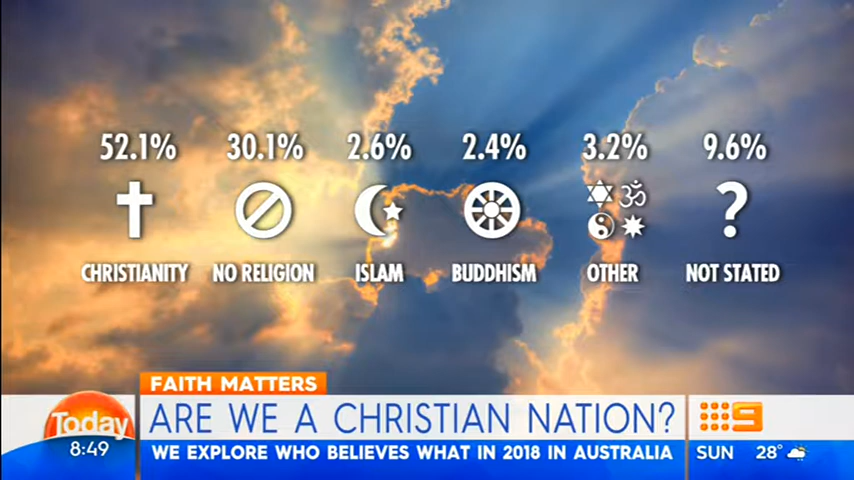 52.1% 30.1% 2.6% 2.4% 3.2% 9.6%
CHRISTIANITY NO RELIGION ISLAM BUDDHISM OTHER NOT STATED
FAITH MATTERS
Today ARE WE A CHRISTIAN NATION? 9
8:49 WE EXPLORE WHO BELIEVES WHAT IN 2018 IN AUSTRALIA SUN 28°